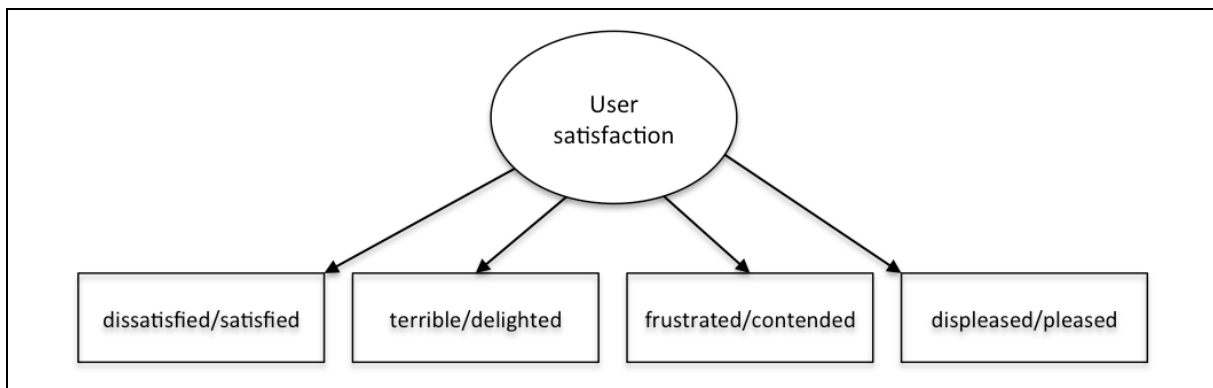 User
satisfaction
dissatisfied/satisfied
terrible/delighted
frustrated/contended
displeased/pleased